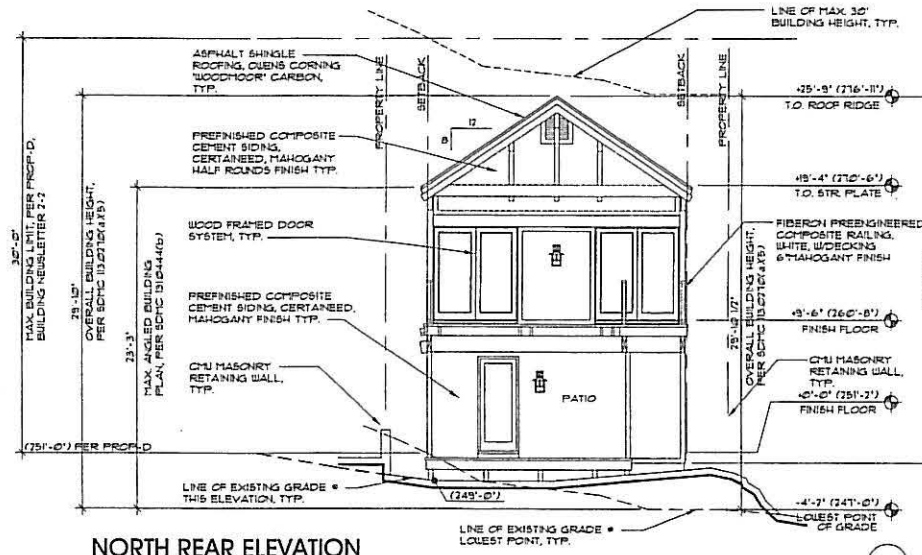 LINE OF MAX. 30'
BUILDING HEIGHT, TYP.
ASPHALT SHINGLE
ROOFING, OWENS CORNING
'WOODMOOR' CARBON,
TYP.
PROPERTY LINE
SETBACK
SETBACK
PROPERTY LINE
+25'-9" (276'-11")
T.O. ROOF RIDGE
12
8
PREFINISHED COMPOSITE
CEMENT SIDING,
CERTAINEED, MAHOGANY
HALF ROUNDS FINISH TYP.
+19'-4" (270'-6")
T.O. STR. PLATE
WOOD FRAMED DOOR
SYSTEM, TYP.
FIBERON PREENGINEERED
COMPOSITE RAILING,
WHITE, W/DECKING
6"MAHOGANY FINISH
30'-0"
MAX. BUILDING LIMIT, PER PROP-D,
BUILDING NEWSLETTER 2-2
29'-10"
OVERALL BUILDING HEIGHT,
PER SDMC 113.0270(aX5)
23'-3"
MAX. ANGLED BUILDING
PLAN, PER SDMC 131.0444(b)
29'-10 1/2"
OVERALL BUILDING HEIGHT,
PER SDMC 113.0270(aX5)
PREFINISHED COMPOSITE
CEMENT SIDING, CERTAINEED,
MAHOGANY FINISH TYP.
+9'-6" (260'-8")
FINISH FLOOR
CMU MASONRY
RETAINING WALL,
TYP.
CMU MASONRY
RETAINING WALL,
TYP.
PATIO
+0'-0" (251'-2")
FINISH FLOOR
(251'-0") PER PROP-D
LINE OF EXISTING GRADE @
THIS ELEVATION, TYP.
(249'-0")
-4'-2" (247'-0")
LOWEST POINT
OF GRADE
LINE OF EXISTING GRADE @
LOWEST POINT, TYP.
NORTH REAR ELEVATION